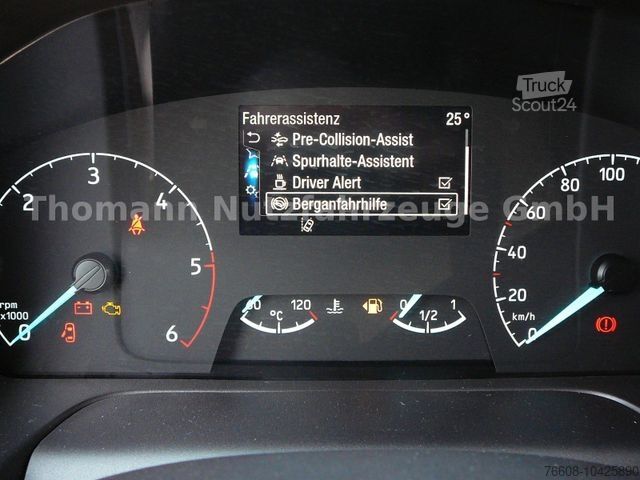 Truck
Scout24
Fahrerassistenz 25°
Pre-Collision-Assist
Spurhalte-Assistent
Driver Alert
Berganfahrhilfe
Thomann Nutzfahrzeuge GmbH
0 2 3 5 6
rpm
x1000
60 120
°C
0 1
1/2
0 20 40 60 80 100
km/h
76608-10425890